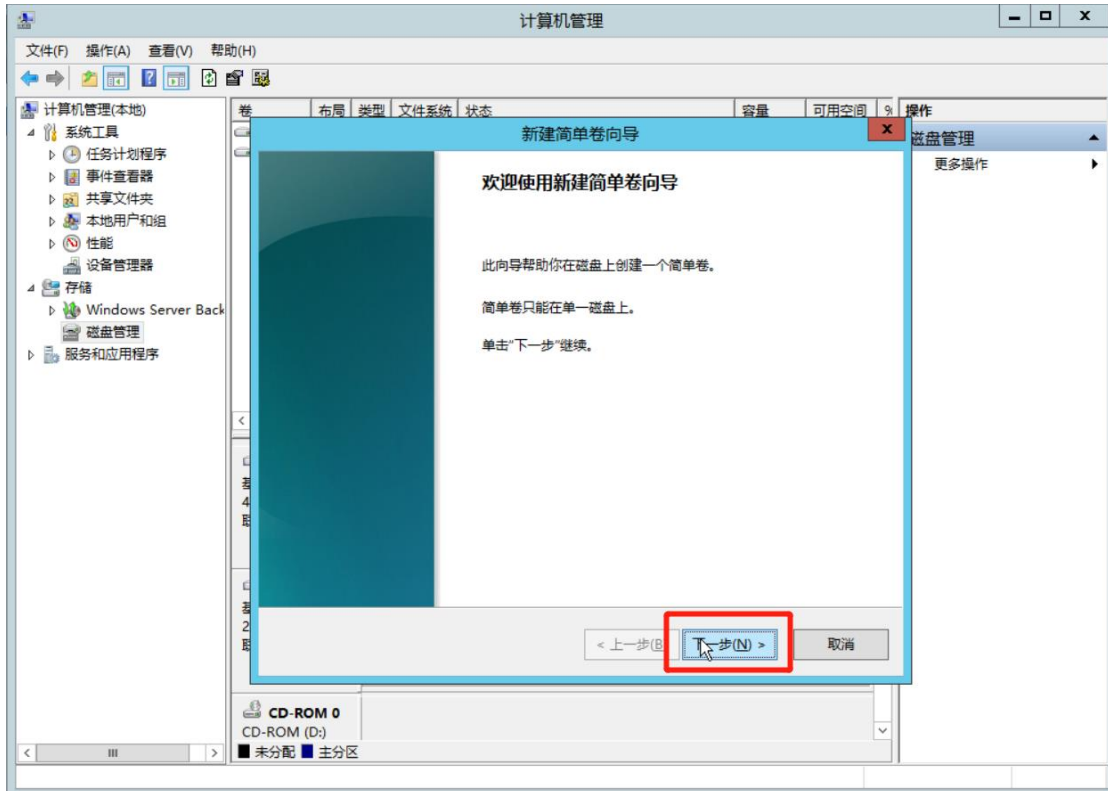 计算机管理
文件(F) 操作(A) 查看(V) 帮助(H)
计算机管理(本地)
系统工具
任务计划程序
事件查看器
共享文件夹
本地用户和组
性能
设备管理器
存储
Windows Server Back
磁盘管理
服务和应用程序
卷 布局 类型 文件系统 状态 容量 可用空间 %
新建简单卷向导
欢迎使用新建简单卷向导
此向导帮助你在磁盘上创建一个简单卷。
简单卷只能在单一磁盘上。
单击"下一步"继续。
< 上一步(B
下一步(N) >
取消
基
4
联
基
2
联
CD-ROM 0
CD-ROM (D:)
未分配 主分区
操作
磁盘管理
更多操作